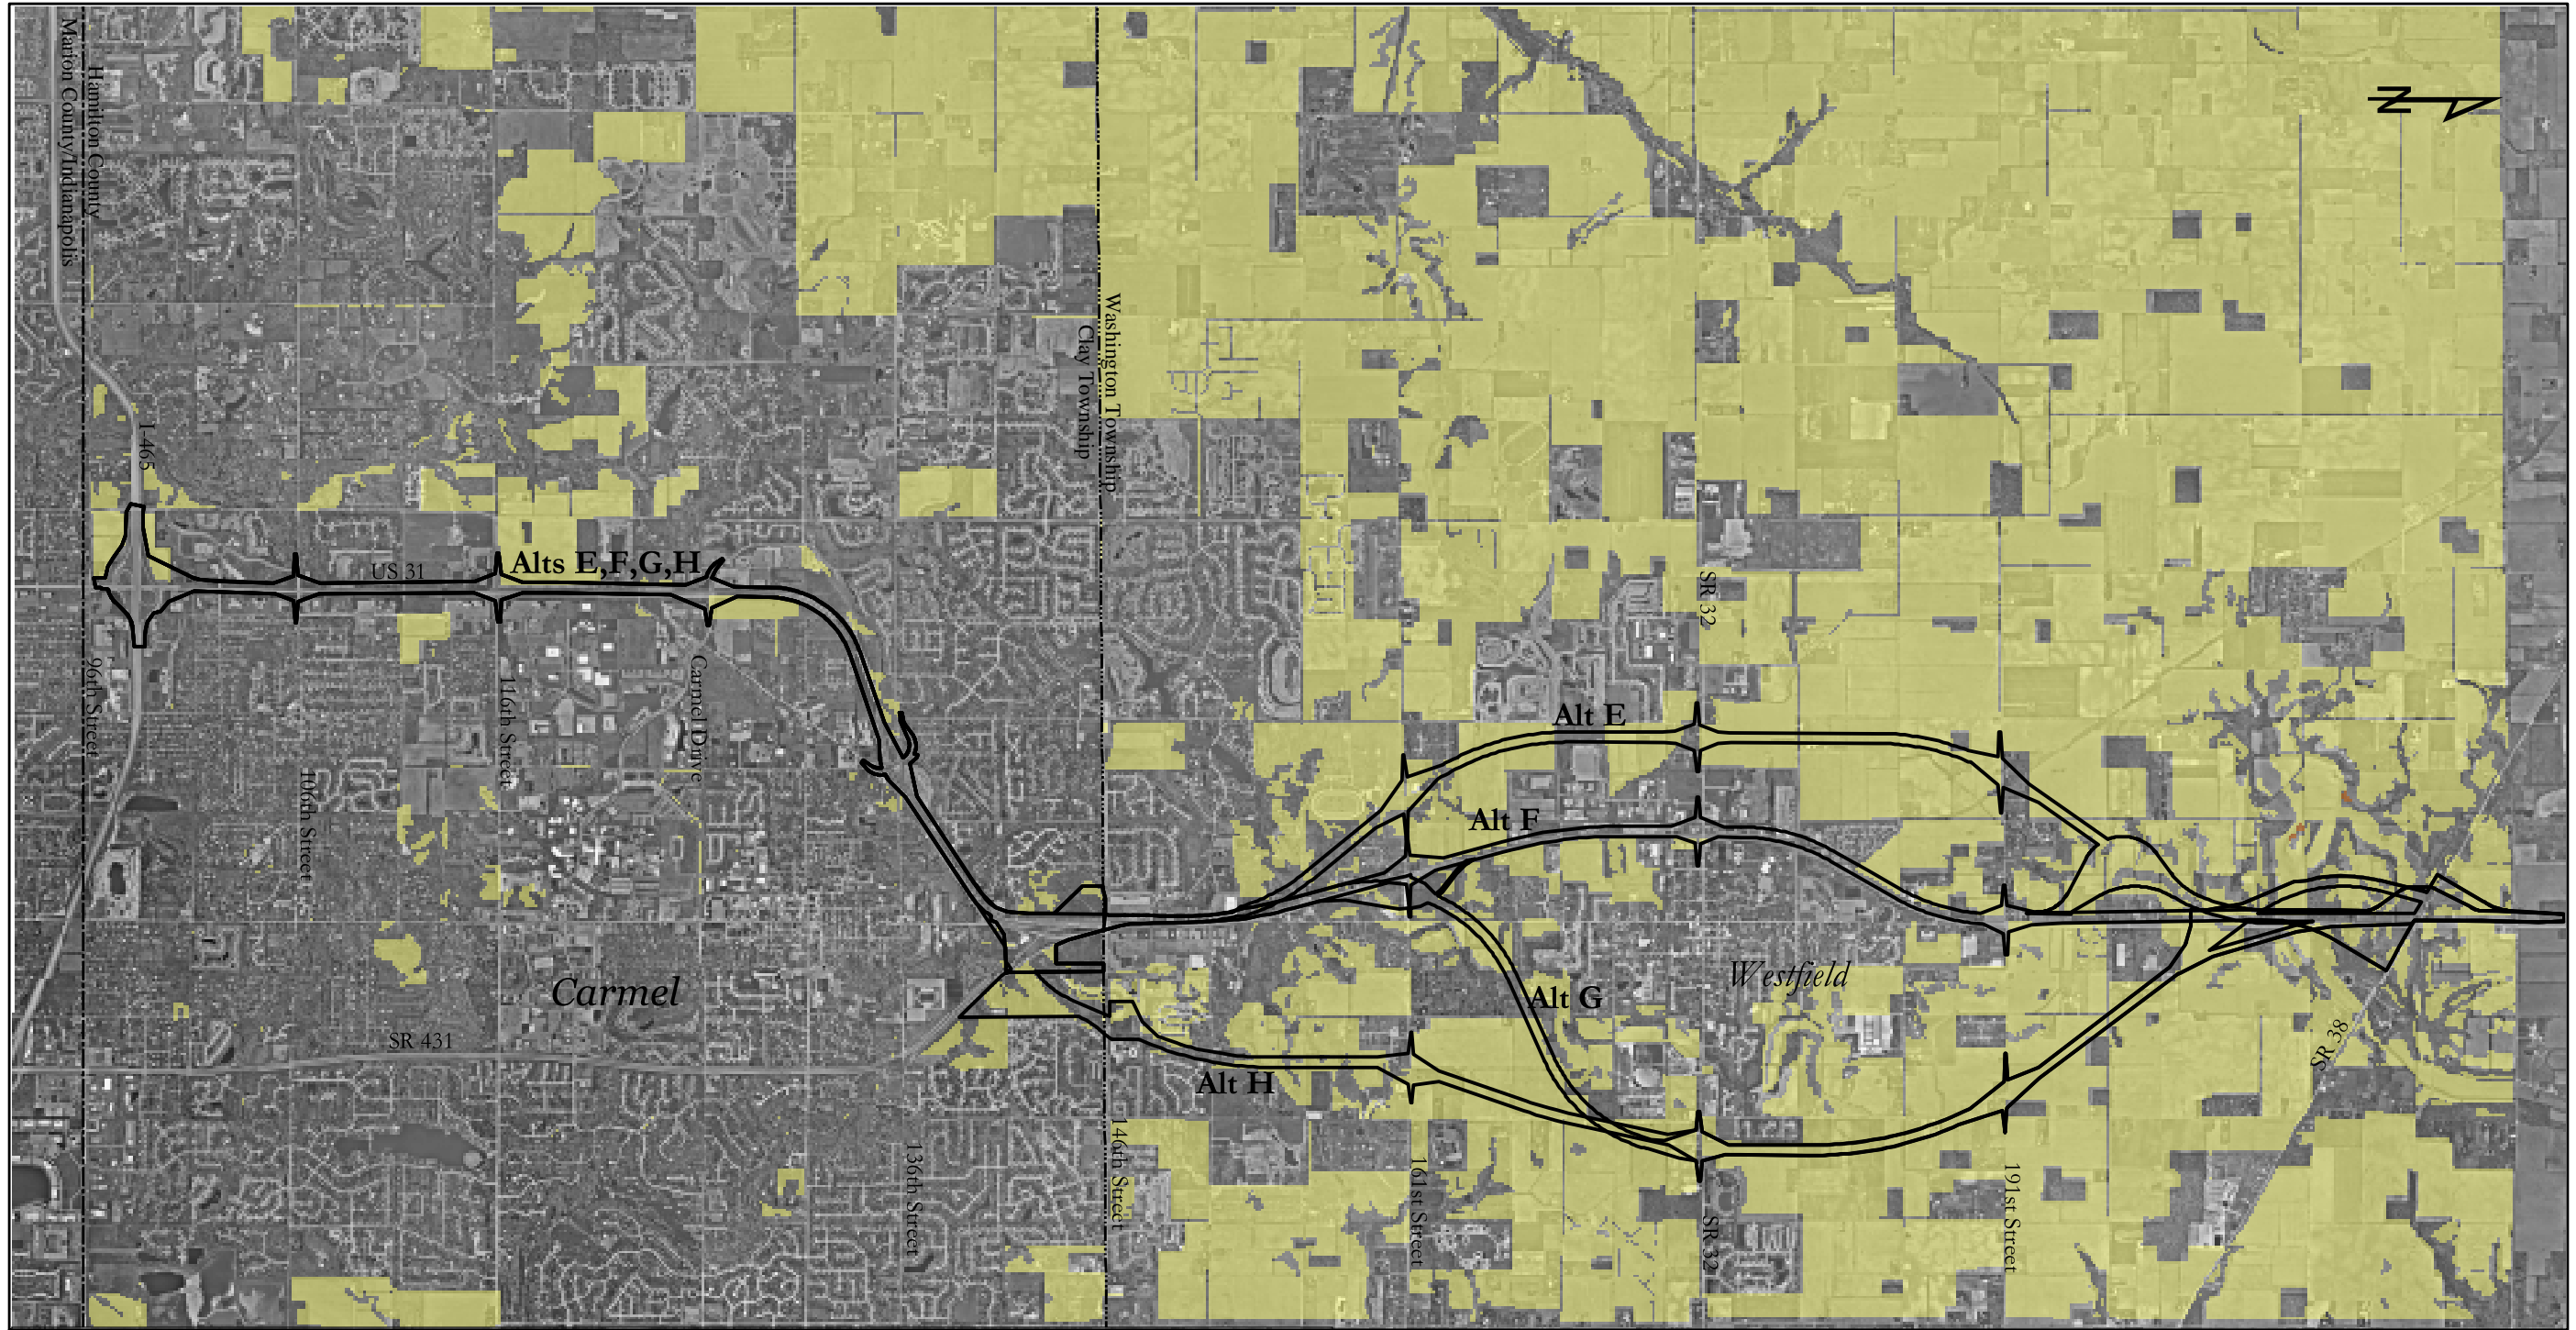 Hamilton County
Marion County/Indianapolis
N
Washington Township
Clay Township
I-465
US 31
Alts E,F,G,H
SR 32
96th Street
116th Street
Carmel Drive
106th Street
Alt E
Alt F
Carmel
Alt G
Westfield
SR 431
Alt H
SR 38
136th Street
146th Street
161st Street
SR 32
191st Street